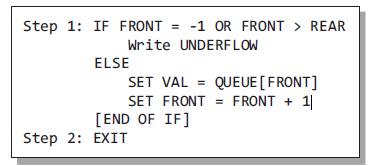 Step 1: IF FRONT = -1 OR FRONT > REAR
Write UNDERFLOW
ELSE
SET VAL = QUEUE[FRONT]
SET FRONT = FRONT + 1
[END OF IF]
Step 2: EXIT